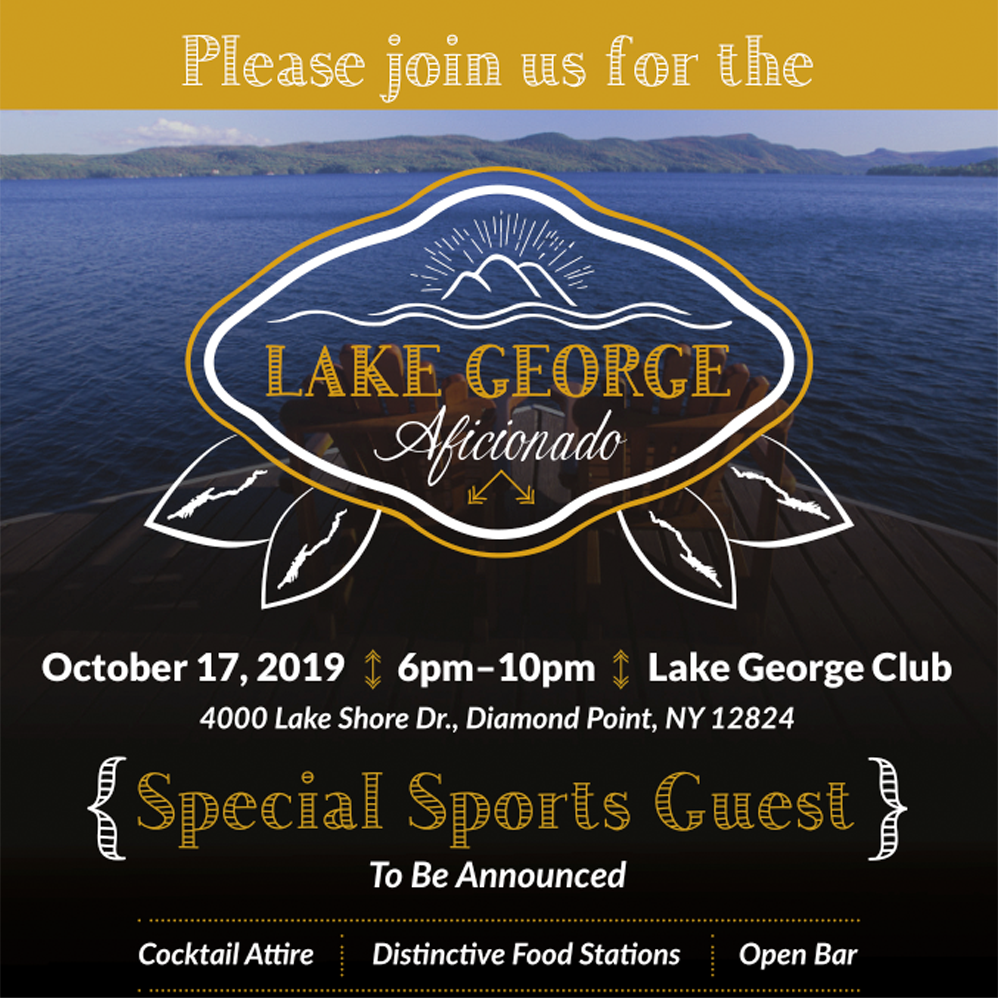 Please join us for the
LAKE GEORGE
Aficionado
October 17, 2019 6pm–10pm Lake George Club
4000 Lake Shore Dr., Diamond Point, NY 12824
{Special Sports Guest}
To Be Announced
Cocktail Attire Distinctive Food Stations Open Bar